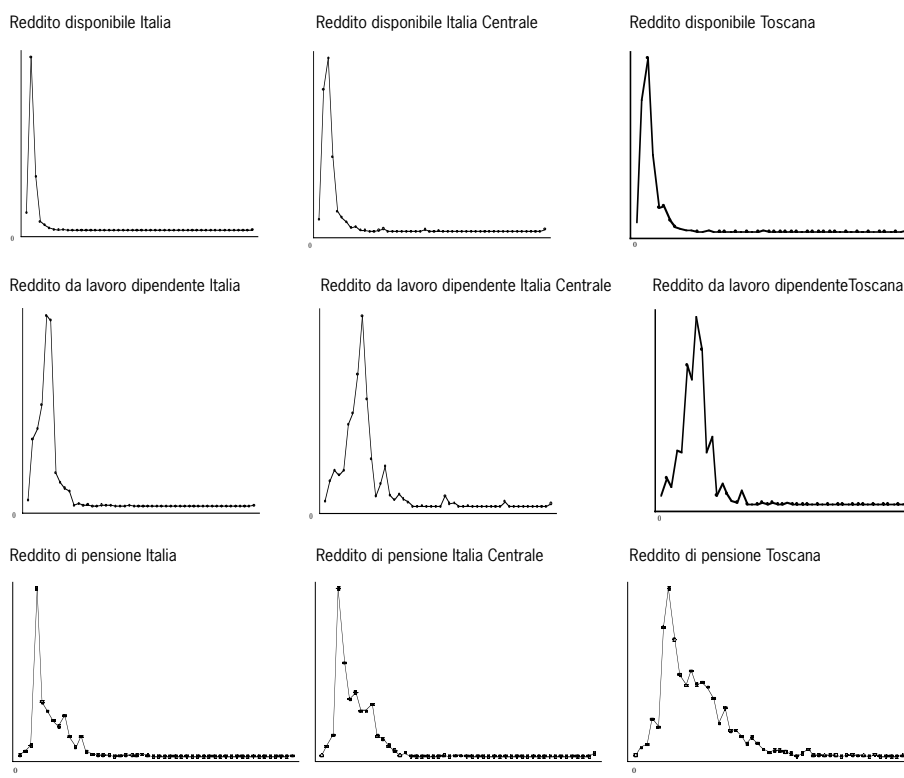 Reddito disponibile Italia
Reddito disponibile Italia Centrale
Reddito disponibile Toscana
0
0
0
Reddito da lavoro dipendente Italia
Reddito da lavoro dipendente Italia Centrale
Reddito da lavoro dipendenteToscana
0
0
0
Reddito di pensione Italia
Reddito di pensione Italia Centrale
Reddito di pensione Toscana
0
0
0